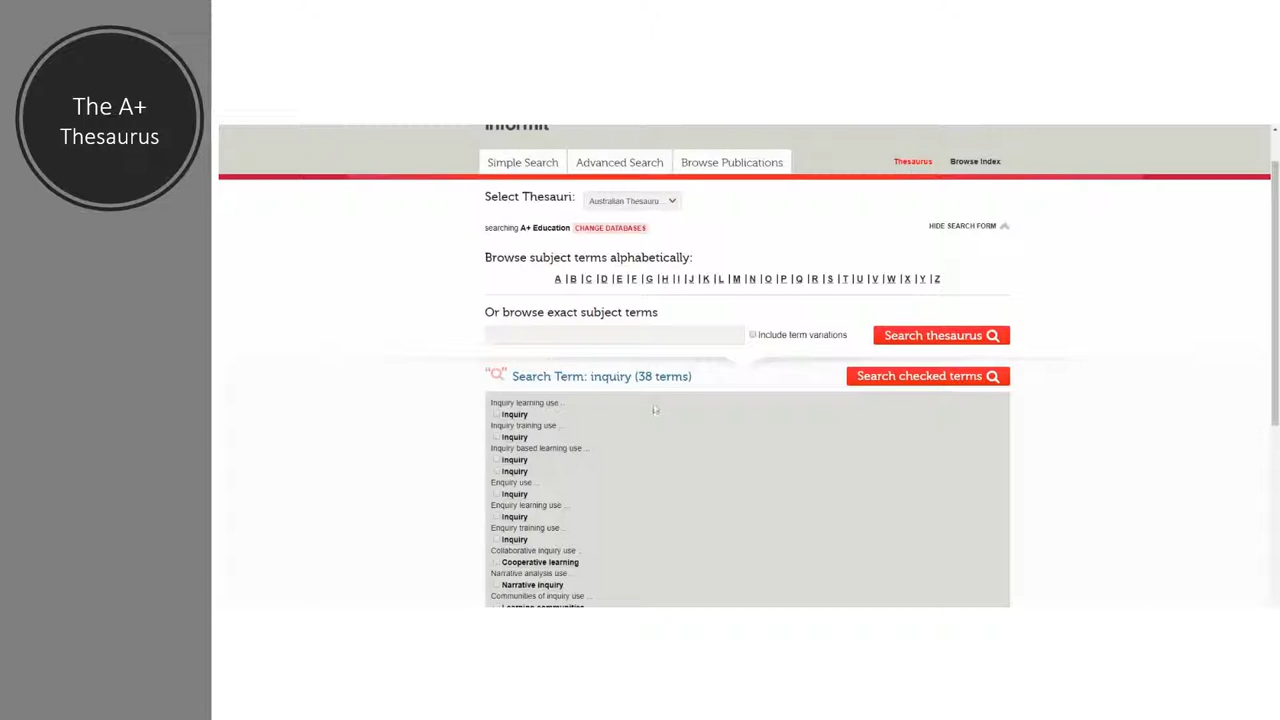 The A+
Thesaurus
informit
Simple Search
Advanced Search
Browse Publications
Thesaurus
Browse Index
Select Thesauri:
Australian Thesauru ...
searching A+ Education CHANGE DATABASES
HIDE SEARCH FORM
Browse subject terms alphabetically:
A | B | C | D | E | F | G | H | I | J | K | L | M | N | O | P | Q | R | S | T | U | V | W | X | Y | Z
Or browse exact subject terms
Include term variations
Search thesaurus
Search Term: inquiry (38 terms)
Search checked terms
Inquiry learning use ...
Inquiry
Inquiry training use ...
Inquiry
Inquiry based learning use ...
Inquiry
Inquiry
Enquiry use ...
Inquiry
Enquiry learning use ...
Inquiry
Enquiry training use ...
Inquiry
Collaborative inquiry use ...
Cooperative learning
Narrative analysis use ...
Narrative inquiry
Communities of inquiry use ...
Learning communities